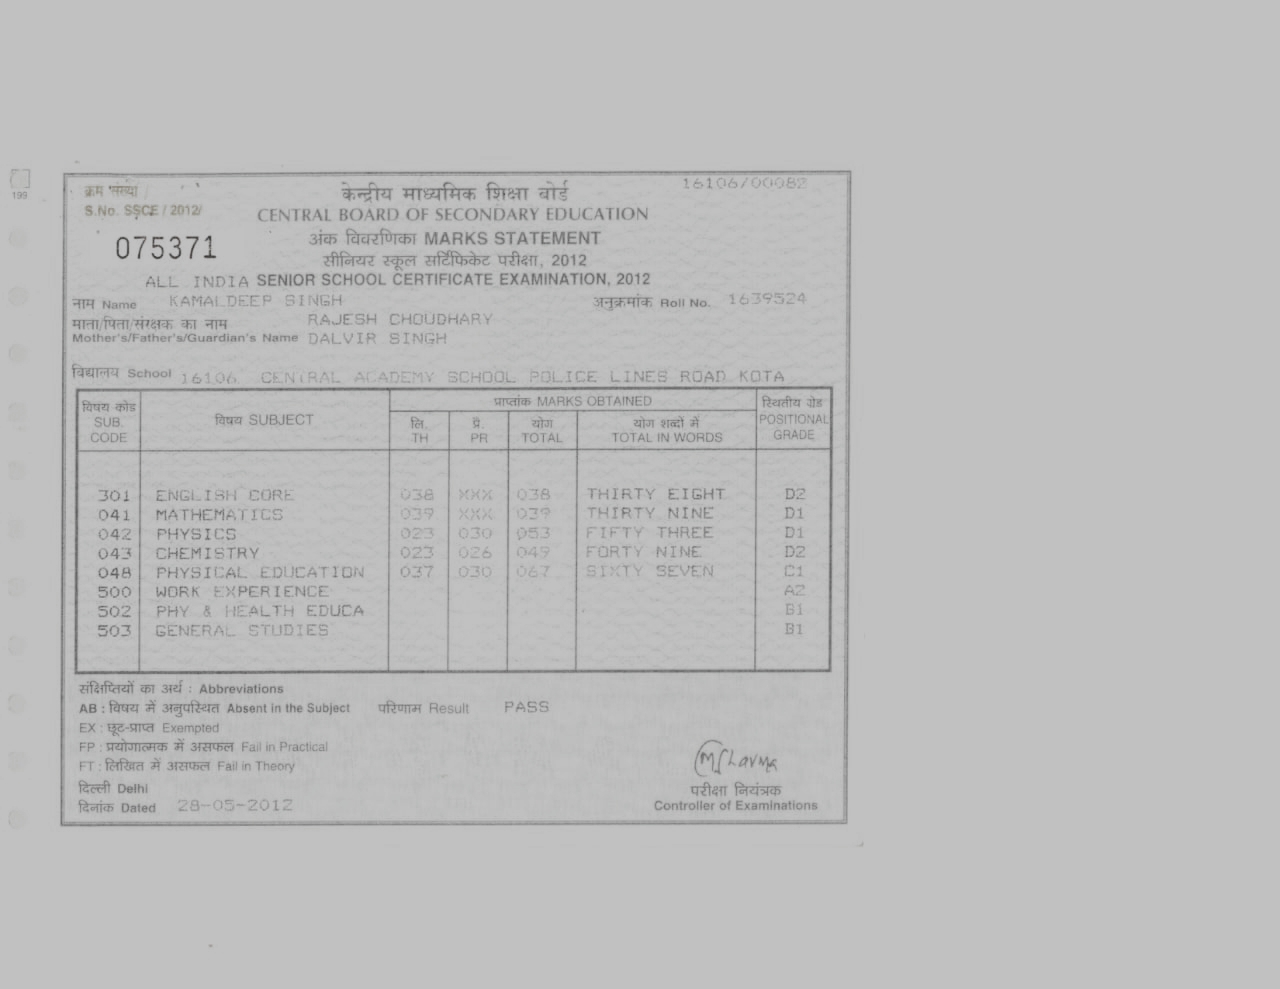 199
क्रम संख्या
S.No. SSCE / 2012/
075371
16106/00082
केन्द्रीय माध्यमिक शिक्षा बोर्ड
CENTRAL BOARD OF SECONDARY EDUCATION
अंक विवरणिका MARKS STATEMENT
सीनियर स्कूल सर्टिफिकेट परीक्षा, 2012
ALL INDIA SENIOR SCHOOL CERTIFICATE EXAMINATION, 2012
नाम Name KAMALDEEP SINGH अनुक्रमांक Roll No. 1639524
माता/पिता/संरक्षक का नाम RAJESH CHOUDHARY
Mother's/Father's/Guardian's Name DALVIR SINGH
विद्यालय School 16106 CENTRAL ACADEMY SCHOOL POLICE LINES ROAD KOTA
विषय कोड SUB. CODE विषय SUBJECT प्राप्तांक MARKS OBTAINED स्थितीय ग्रेड POSITIONAL GRADE
लि. TH प्रै. PR योग TOTAL योग शब्दों में TOTAL IN WORDS
301 ENGLISH CORE 038 XXX 038 THIRTY EIGHT D2
041 MATHEMATICS 039 XXX 039 THIRTY NINE D1
042 PHYSICS 023 030 053 FIFTY THREE D1
043 CHEMISTRY 023 026 049 FORTY NINE D2
048 PHYSICAL EDUCATION 037 030 067 SIXTY SEVEN C1
500 WORK EXPERIENCE A2
502 PHY & HEALTH EDUCA B1
503 GENERAL STUDIES B1
संक्षिप्तियों का अर्थ : Abbreviations
AB : विषय में अनुपस्थित Absent in the Subject परिणाम Result PASS
EX : छूट-प्राप्त Exempted
FP : प्रयोगात्मक में असफल Fail in Practical
FT : लिखित में असफल Fail in Theory
MSharma
दिल्ली Delhi परीक्षा नियंत्रक
दिनांक Dated 28-05-2012 Controller of Examinations